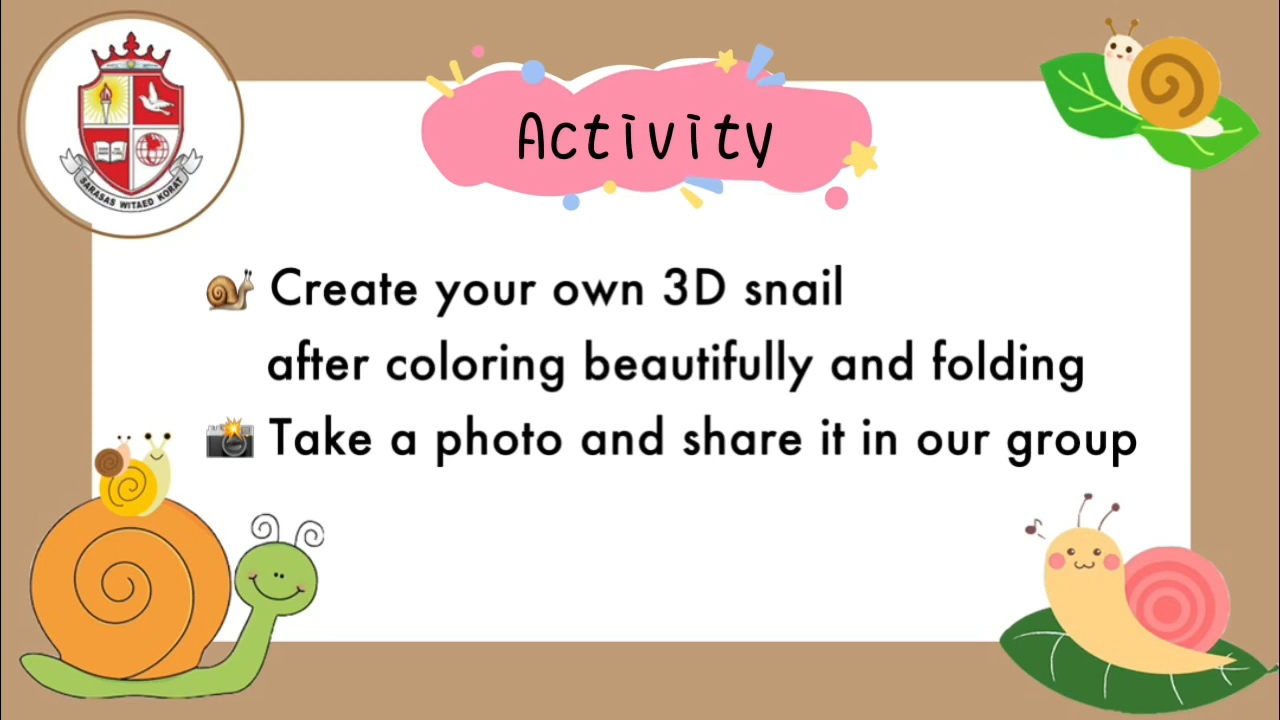 SARASAS WITAED KORAT
Activity
Create your own 3D snail
after coloring beautifully and folding
Take a photo and share it in our group